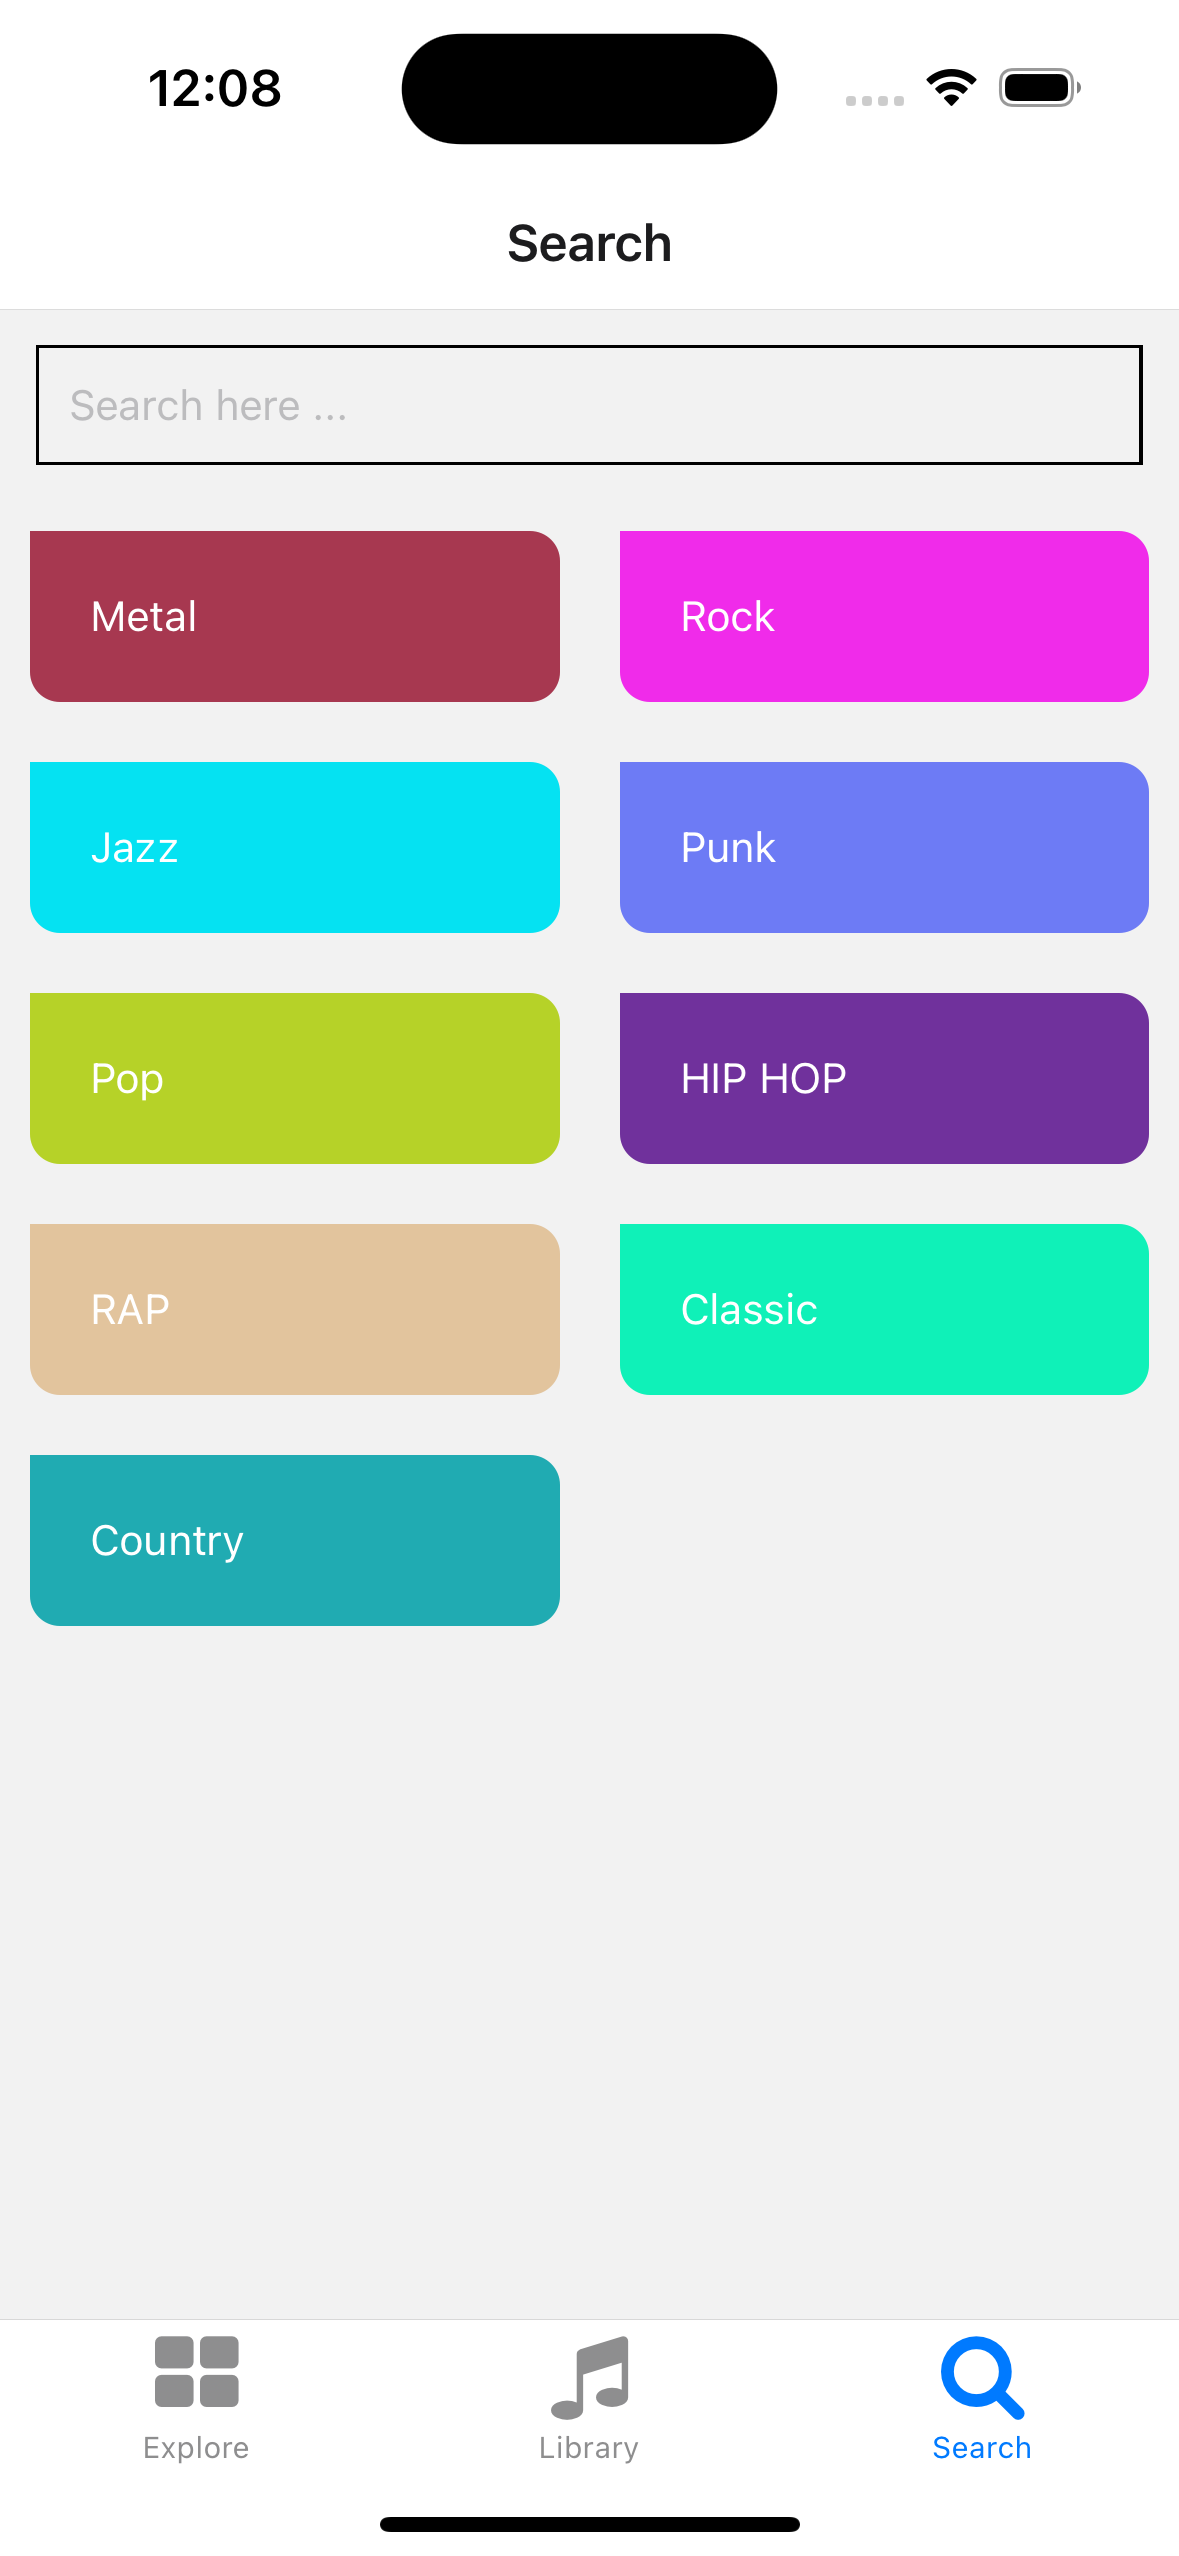 12:08
Search
Search here ...
Metal
Rock
Jazz
Punk
Pop
HIP HOP
RAP
Classic
Country
Explore
Library
Search